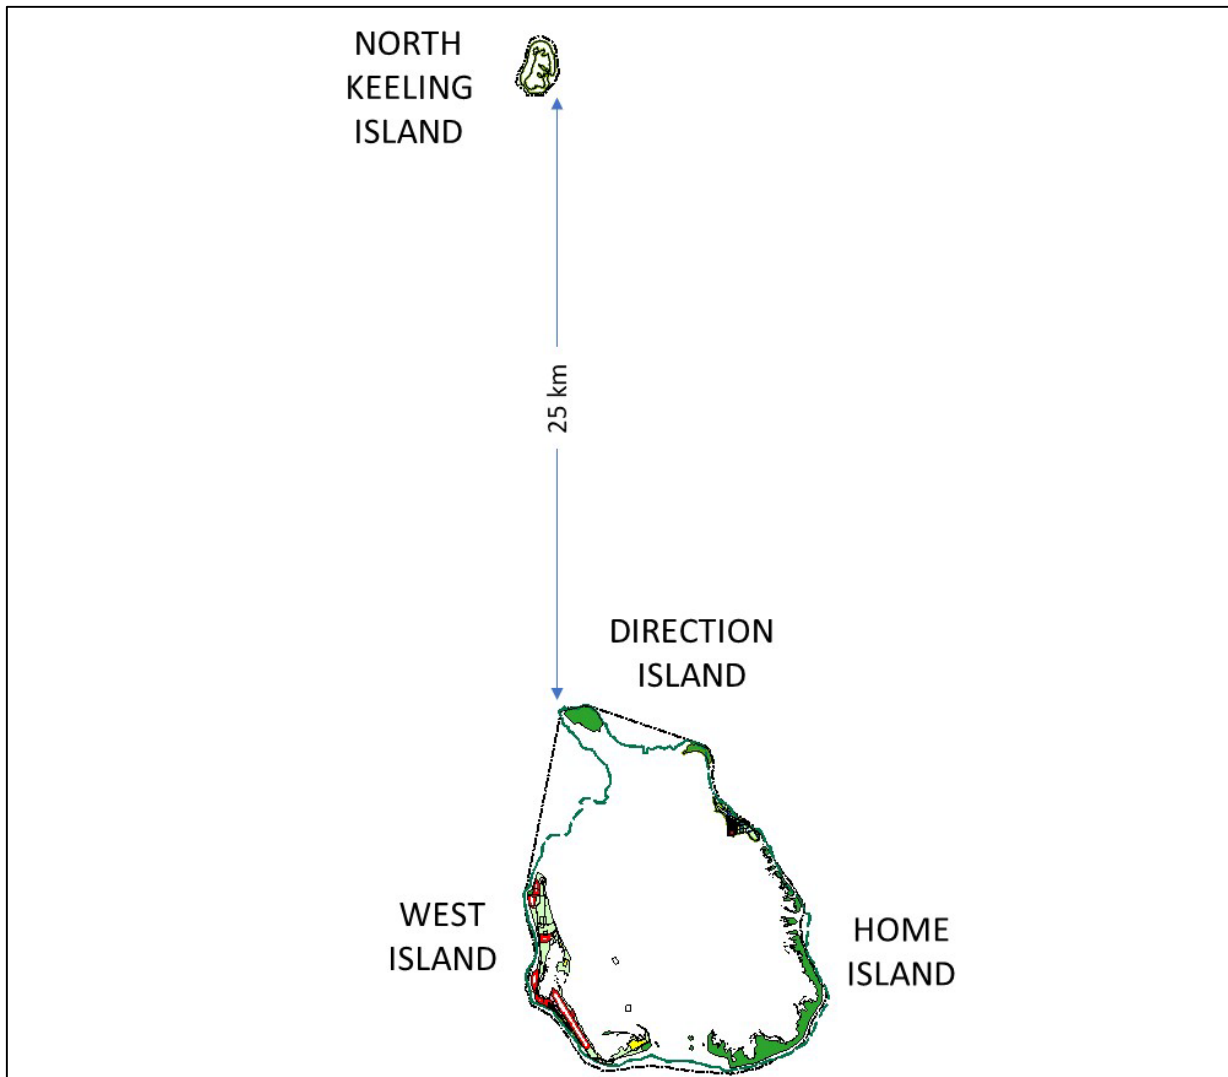 NORTH
KEELING
ISLAND
25 km
DIRECTION
ISLAND
WEST
ISLAND
HOME
ISLAND